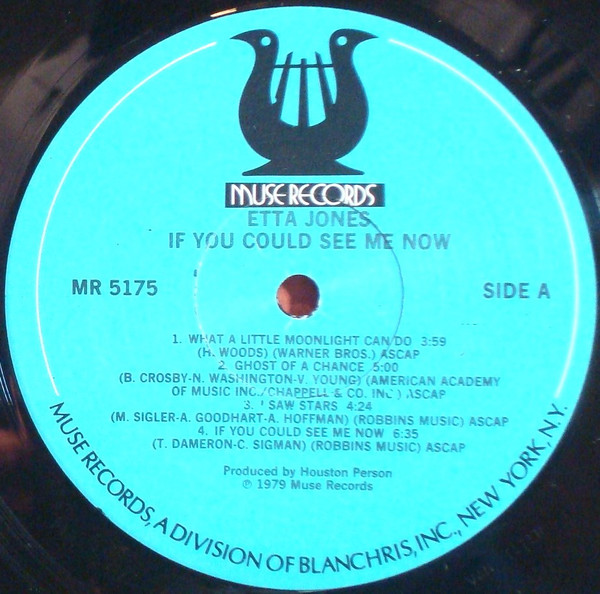 MUSE RECORDS
ETTA JONES
IF YOU COULD SEE ME NOW
MR 5175
SIDE A
1. WHAT A LITTLE MOONLIGHT CAN DO 3:59
(H. WOODS) (WARNER BROS.) ASCAP
2. GHOST OF A CHANCE 5:00
(B. CROSBY-N. WASHINGTON-V. YOUNG) (AMERICAN ACADEMY
OF MUSIC INC./CHAPPELL & CO. INC.) ASCAP
3. I SAW STARS 4:24
(M. SIGLER-A. GOODHART-A. HOFFMAN) (ROBBINS MUSIC) ASCAP
4. IF YOU COULD SEE ME NOW 6:35
(T. DAMERON-C. SIGMAN) (ROBBINS MUSIC) ASCAP
Produced by Houston Person
℗ 1979 Muse Records
MUSE RECORDS, A DIVISION OF BLANCHRIS, INC., NEW YORK, N.Y.